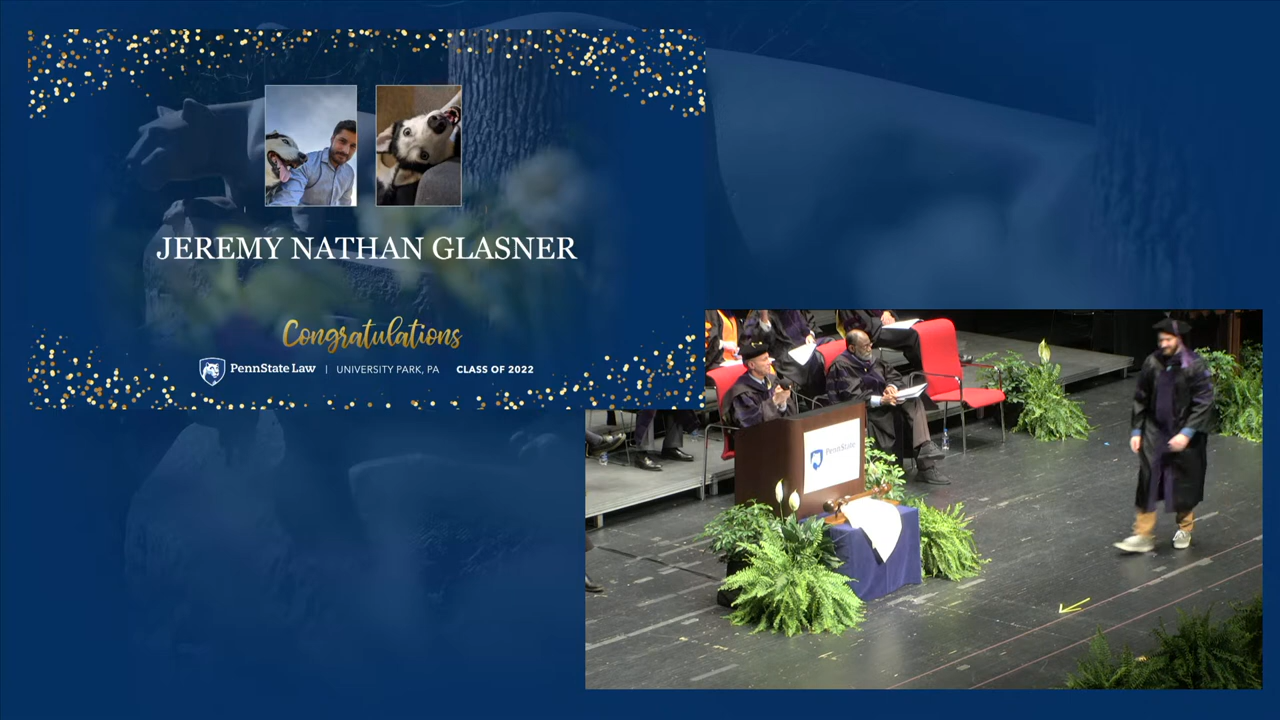 JEREMY NATHAN GLASNER
Congratulations
PennState Law | UNIVERSITY PARK, PA CLASS OF 2022
PennState